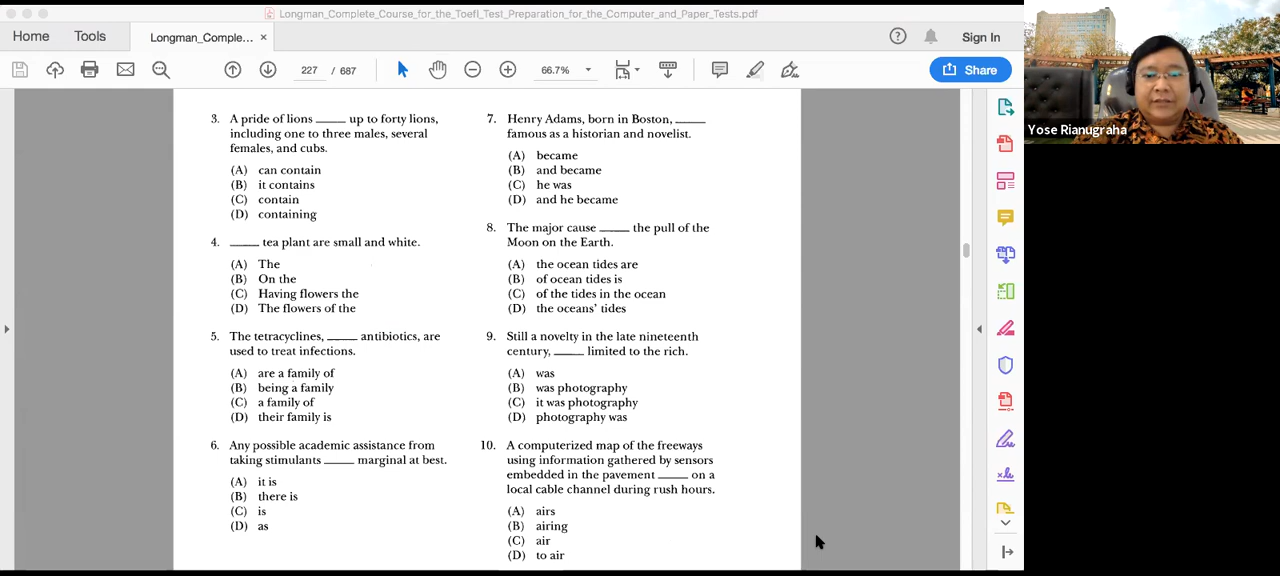 Longman_Complete_Course_for_the_Toefl_Test_Preparation_for_the_Computer_and_Paper_Tests.pdf
Home
Tools
Longman_Comple... ×
?
Sign In
227 / 687
66.7%
Share
3. A pride of lions _____ up to forty lions,
including one to three males, several
females, and cubs.
(A) can contain
(B) it contains
(C) contain
(D) containing
4. _____ tea plant are small and white.
(A) The
(B) On the
(C) Having flowers the
(D) The flowers of the
5. The tetracyclines, _____ antibiotics, are
used to treat infections.
(A) are a family of
(B) being a family
(C) a family of
(D) their family is
6. Any possible academic assistance from
taking stimulants _____ marginal at best.
(A) it is
(B) there is
(C) is
(D) as
7. Henry Adams, born in Boston, _____
famous as a historian and novelist.
(A) became
(B) and became
(C) he was
(D) and he became
8. The major cause _____ the pull of the
Moon on the Earth.
(A) the ocean tides are
(B) of ocean tides is
(C) of the tides in the ocean
(D) the oceans' tides
9. Still a novelty in the late nineteenth
century, _____ limited to the rich.
(A) was
(B) was photography
(C) it was photography
(D) photography was
10. A computerized map of the freeways
using information gathered by sensors
embedded in the pavement _____ on a
local cable channel during rush hours.
(A) airs
(B) airing
(C) air
(D) to air
Yose Rianugraha